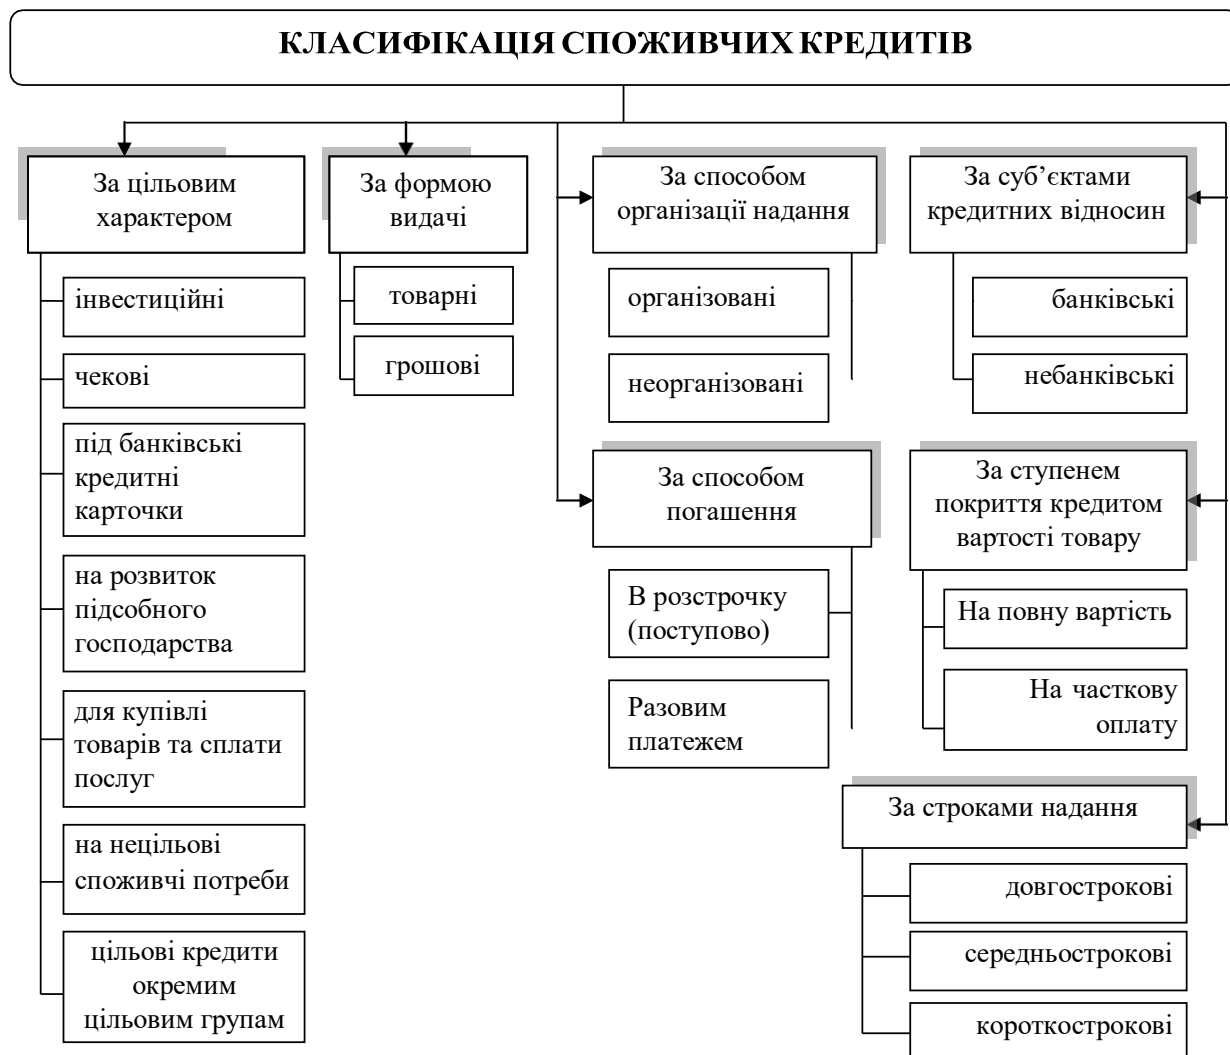 КЛАСИФІКАЦІЯ СПОЖИВЧИХ КРЕДИТІВ
За цільовим
характером
інвестиційні
чекові
під банківські
кредитні
карточки
на розвиток
підсобного
господарства
для купівлі
товарів та сплати
послуг
на нецільові
споживчі потреби
цільові кредити
окремим
цільовим групам
За формою
видачі
товарні
грошові
За способом
організації надання
організовані
неорганізовані
За способом
погашення
В розстрочку
(поступово)
Разовим
платежем
За суб’єктами
кредитних відносин
банківські
небанківські
За ступенем
покриття кредитом
вартості товару
На повну вартість
На часткову
оплату
За строками надання
довгострокові
середньострокові
короткострокові